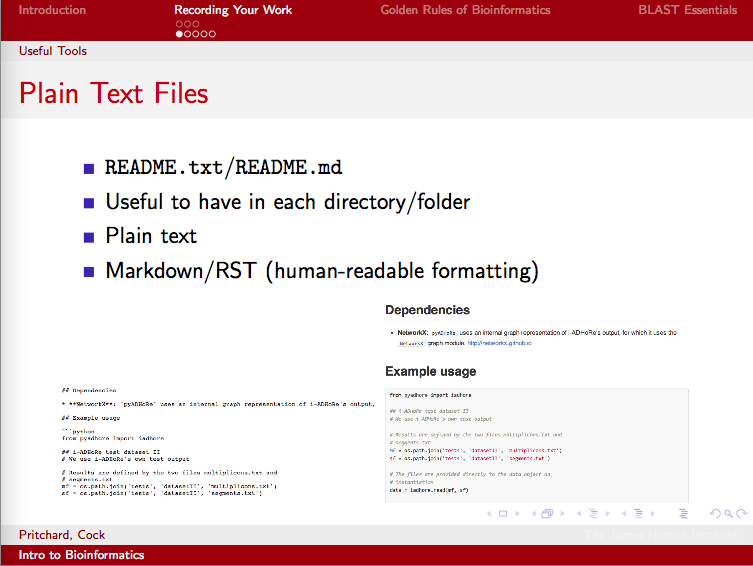 Introduction
Recording Your Work
Golden Rules of Bioinformatics
BLAST Essentials
Useful Tools
Plain Text Files
README.txt/README.md
Useful to have in each directory/folder
Plain text
Markdown/RST (human-readable formatting)
## Dependencies
* **NetworkX**: `pyADHoRe` uses an internal graph representation of i-ADHoRe's output,
## Example usage
```python
from pyadhore import iadhore
## i-ADHoRe test dataset II
# We use i-ADHoRe's own test output
# Results are defined by the two files multiplicons.txt and
# segments.txt
mf = os.path.join('tests', 'datasetII', 'multiplicons.txt')
sf = os.path.join('tests', 'datasetII', 'segments.txt')
Dependencies
• NetworkX: pyADHoRe uses an internal graph representation of i-ADHoRe's output, for which it uses the
NetworkX graph module. http://networkx.github.io
Example usage
from pyadhore import iadhore
## i-ADHoRe test dataset II
# We use i-ADHoRe's own test output
# Results are defined by the two files multiplicons.txt and
# segments.txt
mf = os.path.join('tests', 'datasetII', 'multiplicons.txt')
sf = os.path.join('tests', 'datasetII', 'segments.txt')
# The files are provided directly to the data object on
# instantiation
data = iadhore.read(mf, sf)
Pritchard, Cock
The James Hutton Institute
Intro to Bioinformatics